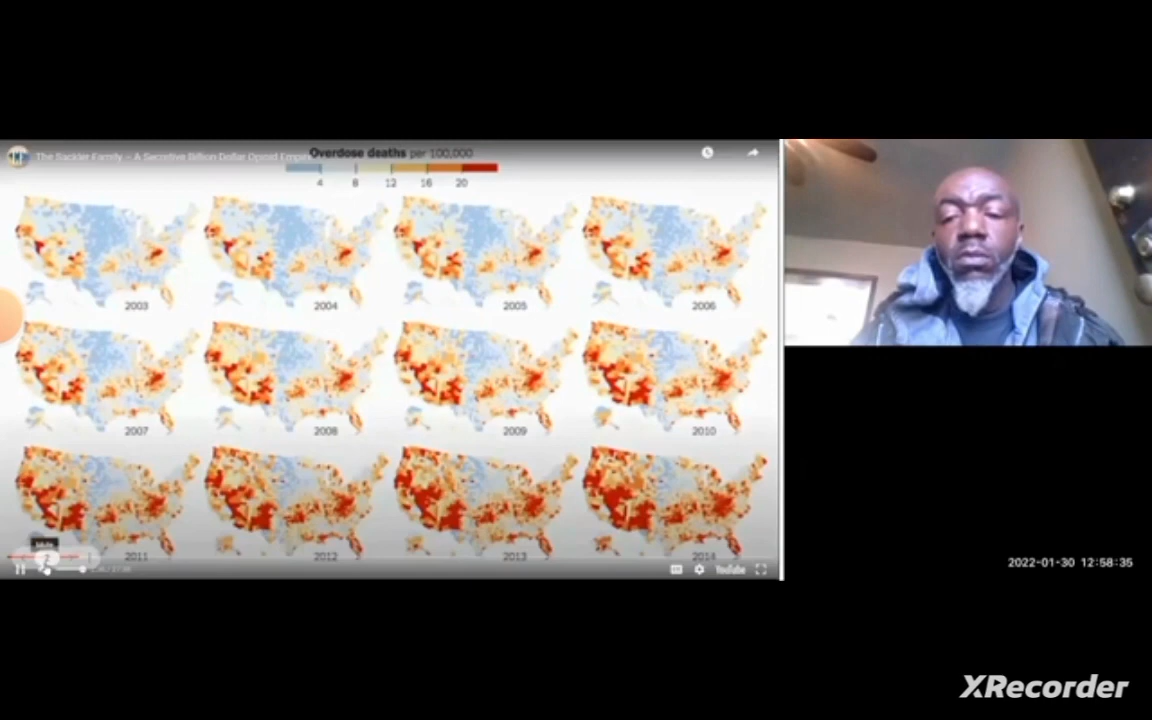 The Sackler Family – A Secretive Billion Dollar Opioid Empire
Overdose deaths per 100,000
4 8 12 16 20
2003 2004 2005 2006
2007 2008 2009 2010
2011 2012 2013 2014
YouTube
2022-01-30 12:58:35
XRecorder